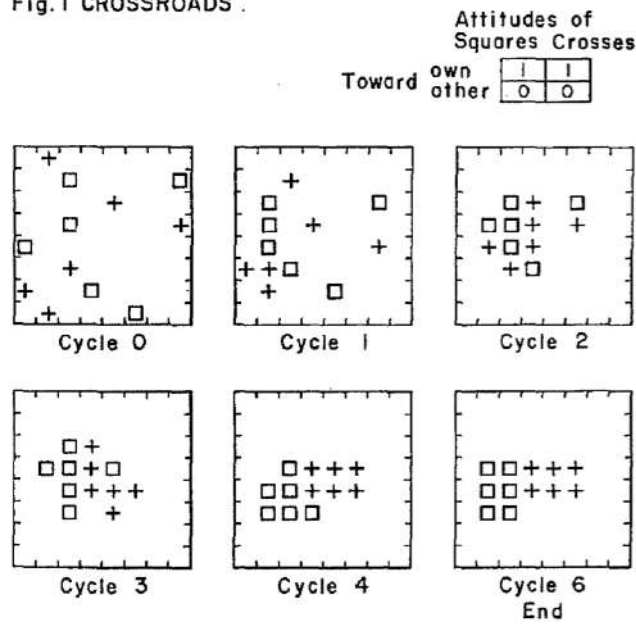 Fig. 1 CROSSROADS.
Attitudes of
Squares Crosses
Toward own 1 1
other 0 0
Cycle 0
Cycle 1
Cycle 2
Cycle 3
Cycle 4
Cycle 6
End